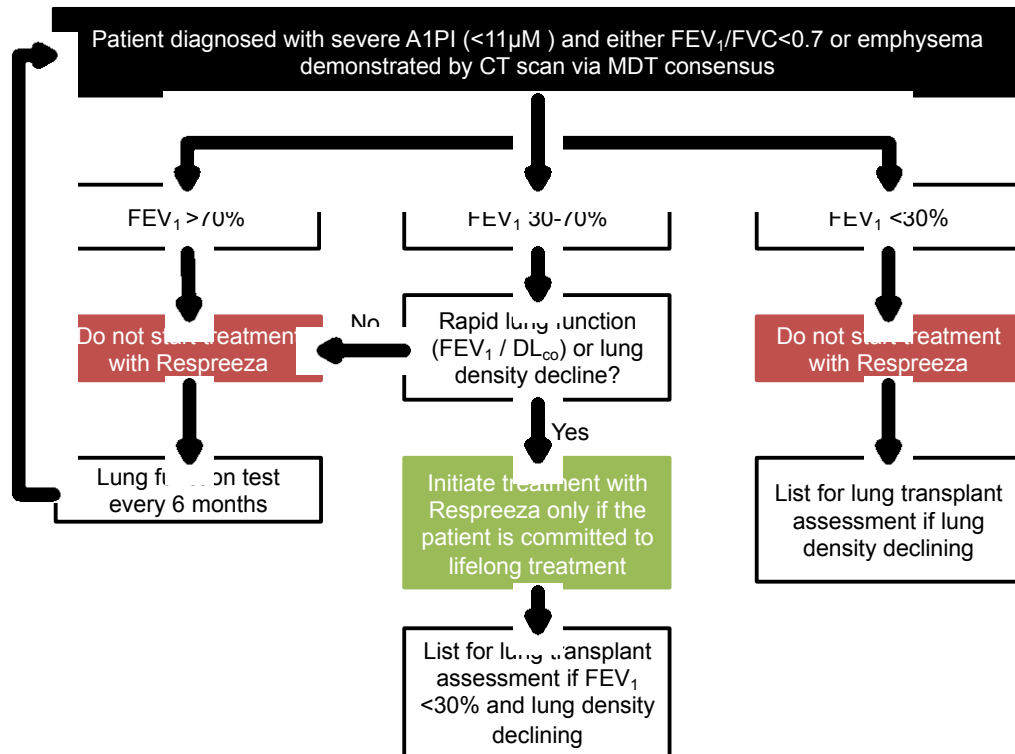 Patient diagnosed with severe A1PI (<11µM ) and either FEV₁/FVC<0.7 or emphysema
demonstrated by CT scan via MDT consensus
FEV₁ >70%
FEV₁ 30-70%
FEV₁ <30%
Do not start treatment
with Respreeza
No
Rapid lung function
(FEV₁ / DLco) or lung
density decline?
Do not start treatment
with Respreeza
Yes
Lung function test
every 6 months
Initiate treatment with
Respreeza only if the
patient is committed to
lifelong treatment
List for lung transplant
assessment if lung
density declining
List for lung transplant
assessment if FEV₁
<30% and lung density
declining